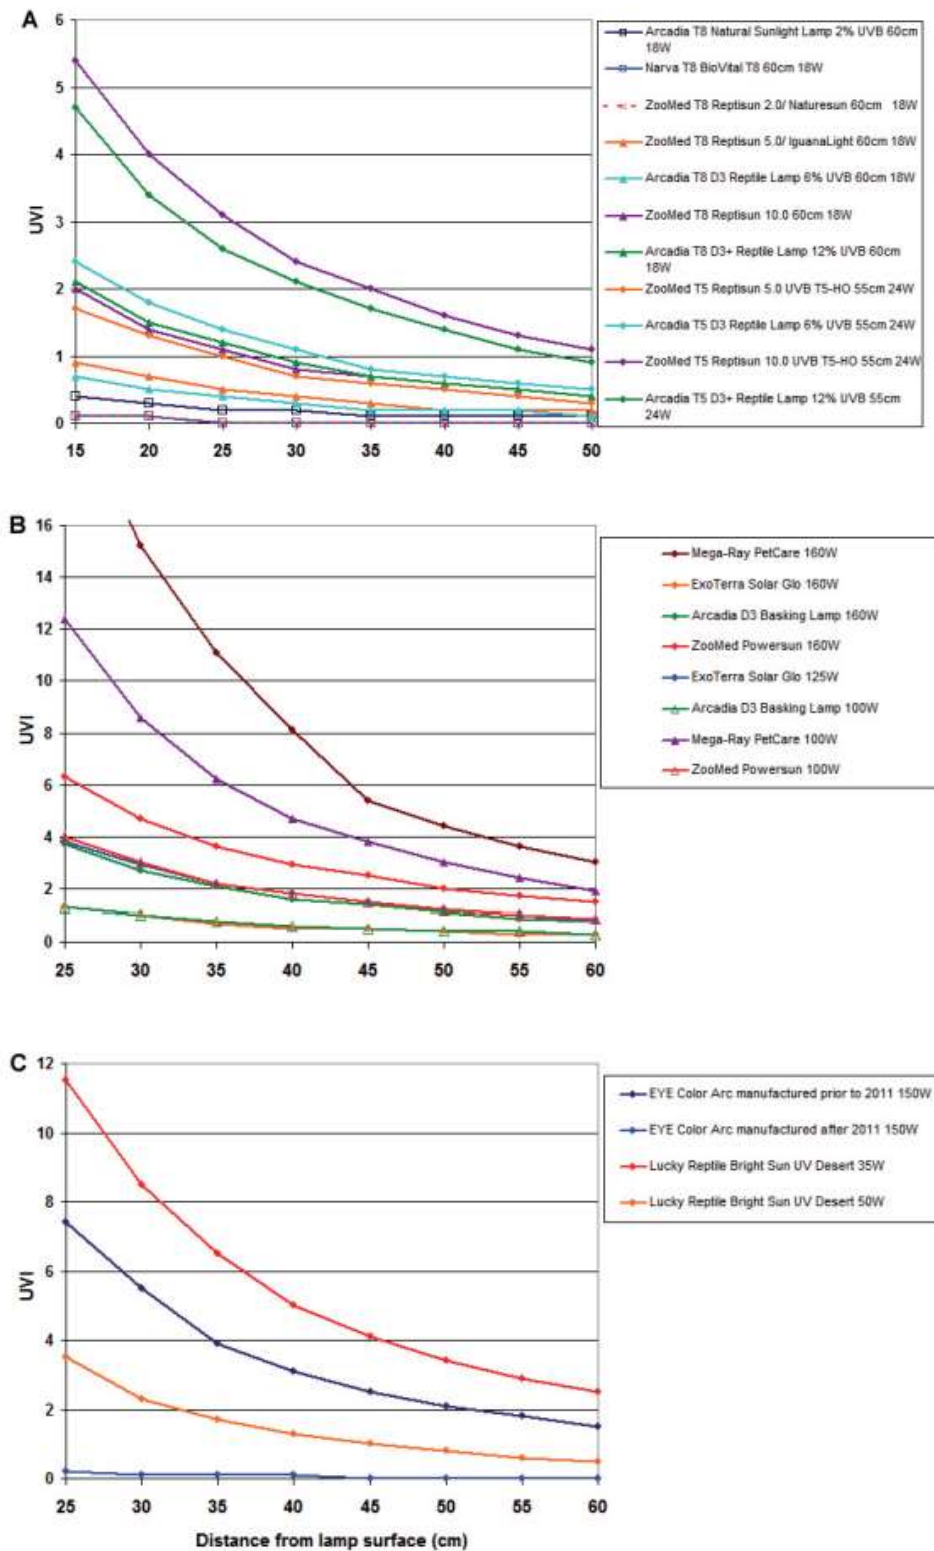 A
6
5
4
3
2
1
0
UVI
15 20 25 30 35 40 45 50
Arcadia T8 Natural Sunlight Lamp 2% UVB 60cm
18W
Narva T8 BioVital T8 60cm 18W
ZooMed T8 Reptisun 2.0/ Naturesun 60cm 18W
ZooMed T8 Reptisun 5.0/ IguanaLight 60cm 18W
Arcadia T8 D3 Reptile Lamp 6% UVB 60cm 18W
ZooMed T8 Reptisun 10.0 60cm 18W
Arcadia T8 D3+ Reptile Lamp 12% UVB 60cm
18W
ZooMed T5 Reptisun 5.0 UVB T5-HO 55cm 24W
Arcadia T5 D3 Reptile Lamp 6% UVB 55cm 24W
ZooMed T5 Reptisun 10.0 UVB T5-HO 55cm 24W
Arcadia T5 D3+ Reptile Lamp 12% UVB 55cm
24W
B
16
14
12
10
8
6
4
2
0
UVI
25 30 35 40 45 50 55 60
Mega-Ray PetCare 160W
ExoTerra Solar Glo 160W
Arcadia D3 Basking Lamp 160W
ZooMed Powersun 160W
ExoTerra Solar Glo 125W
Arcadia D3 Basking Lamp 100W
Mega-Ray PetCare 100W
ZooMed Powersun 100W
C
12
10
8
6
4
2
0
UVI
25 30 35 40 45 50 55 60
Distance from lamp surface (cm)
EYE Color Arc manufactured prior to 2011 150W
EYE Color Arc manufactured after 2011 150W
Lucky Reptile Bright Sun UV Desert 35W
Lucky Reptile Bright Sun UV Desert 50W